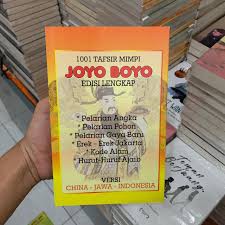 1001 TAFSIR MIMPI
JOYO BOYO
EDISI LENGKAP
* Pelarian Angka
* Pelarian Pohon
* Pelarian Gaya Baru
* Erek - Erek Jakarta
* Kode Alam
* Huruf-Huruf Ajaib
VERSI
CHINA - JAWA - INDONESIA
Teman